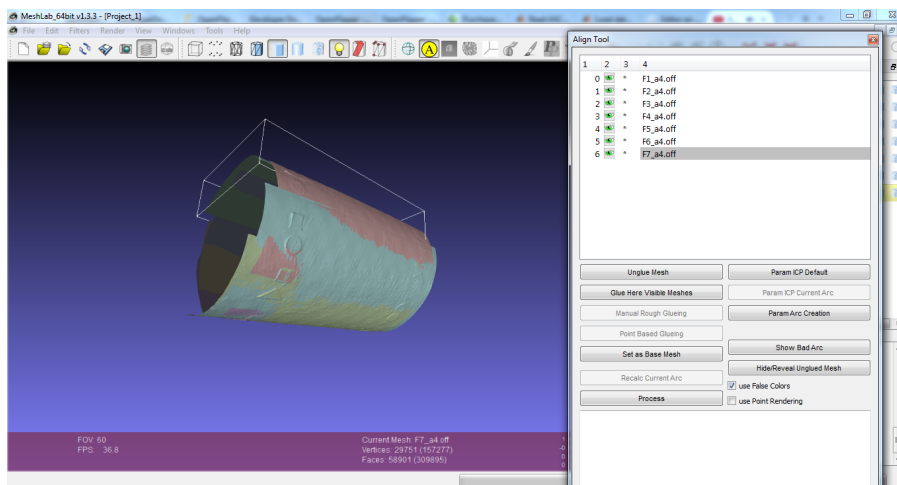 MeshLab_64bit v1.3.3 - [Project_1]
File Edit Filters Render View Windows Tools Help
Align Tool
1 2 3 4
0 * F1_a4.off
1 * F2_a4.off
2 * F3_a4.off
3 * F4_a4.off
4 * F5_a4.off
5 * F6_a4.off
6 * F7_a4.off
Unglue Mesh Param ICP Default
Glue Here Visible Meshes Param ICP Current Arc
Manual Rough Glueing Param Arc Creation
Point Based Glueing
Set as Base Mesh Show Bad Arc
Hide/Reveal Unglued Mesh
Recalc Current Arc
use False Colors
Process use Point Rendering
FOV: 60 Current Mesh: F7_a4.off
FPS: 36.8 Vertices: 29751 (157277)
Faces: 58901 (309895)